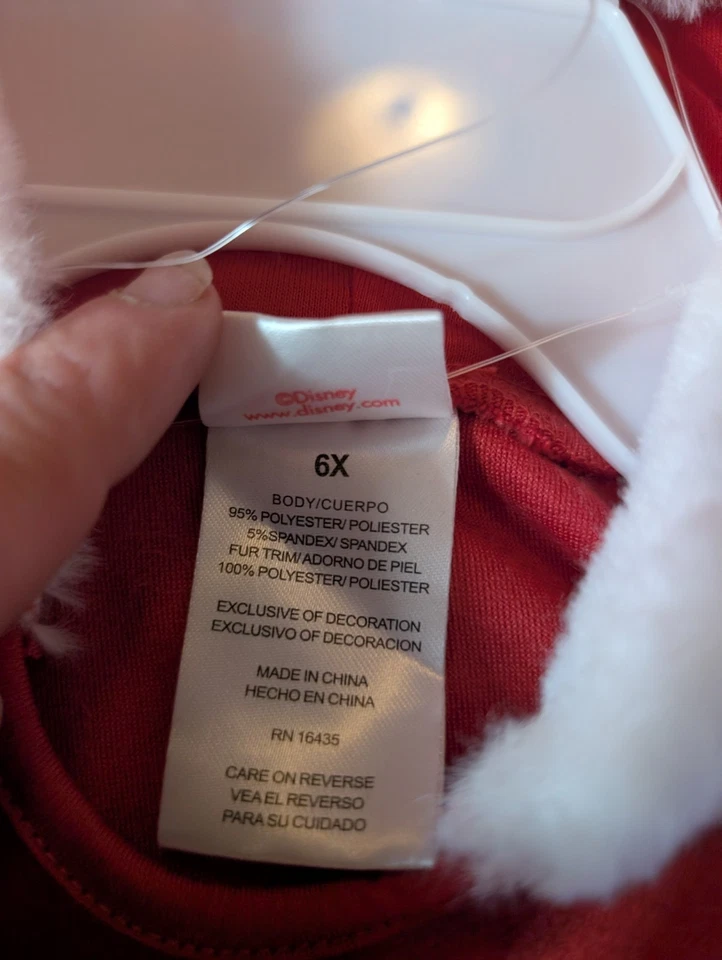 ©Disney
www.disney.com
6X
BODY/CUERPO
95% POLYESTER/ POLIESTER
5%SPANDEX/ SPANDEX
FUR TRIM/ ADORNO DE PIEL
100% POLYESTER/ POLIESTER
EXCLUSIVE OF DECORATION
EXCLUSIVO OF DECORACION
MADE IN CHINA
HECHO EN CHINA
RN 16435
CARE ON REVERSE
VEA EL REVERSO
PARA SU CUIDADO